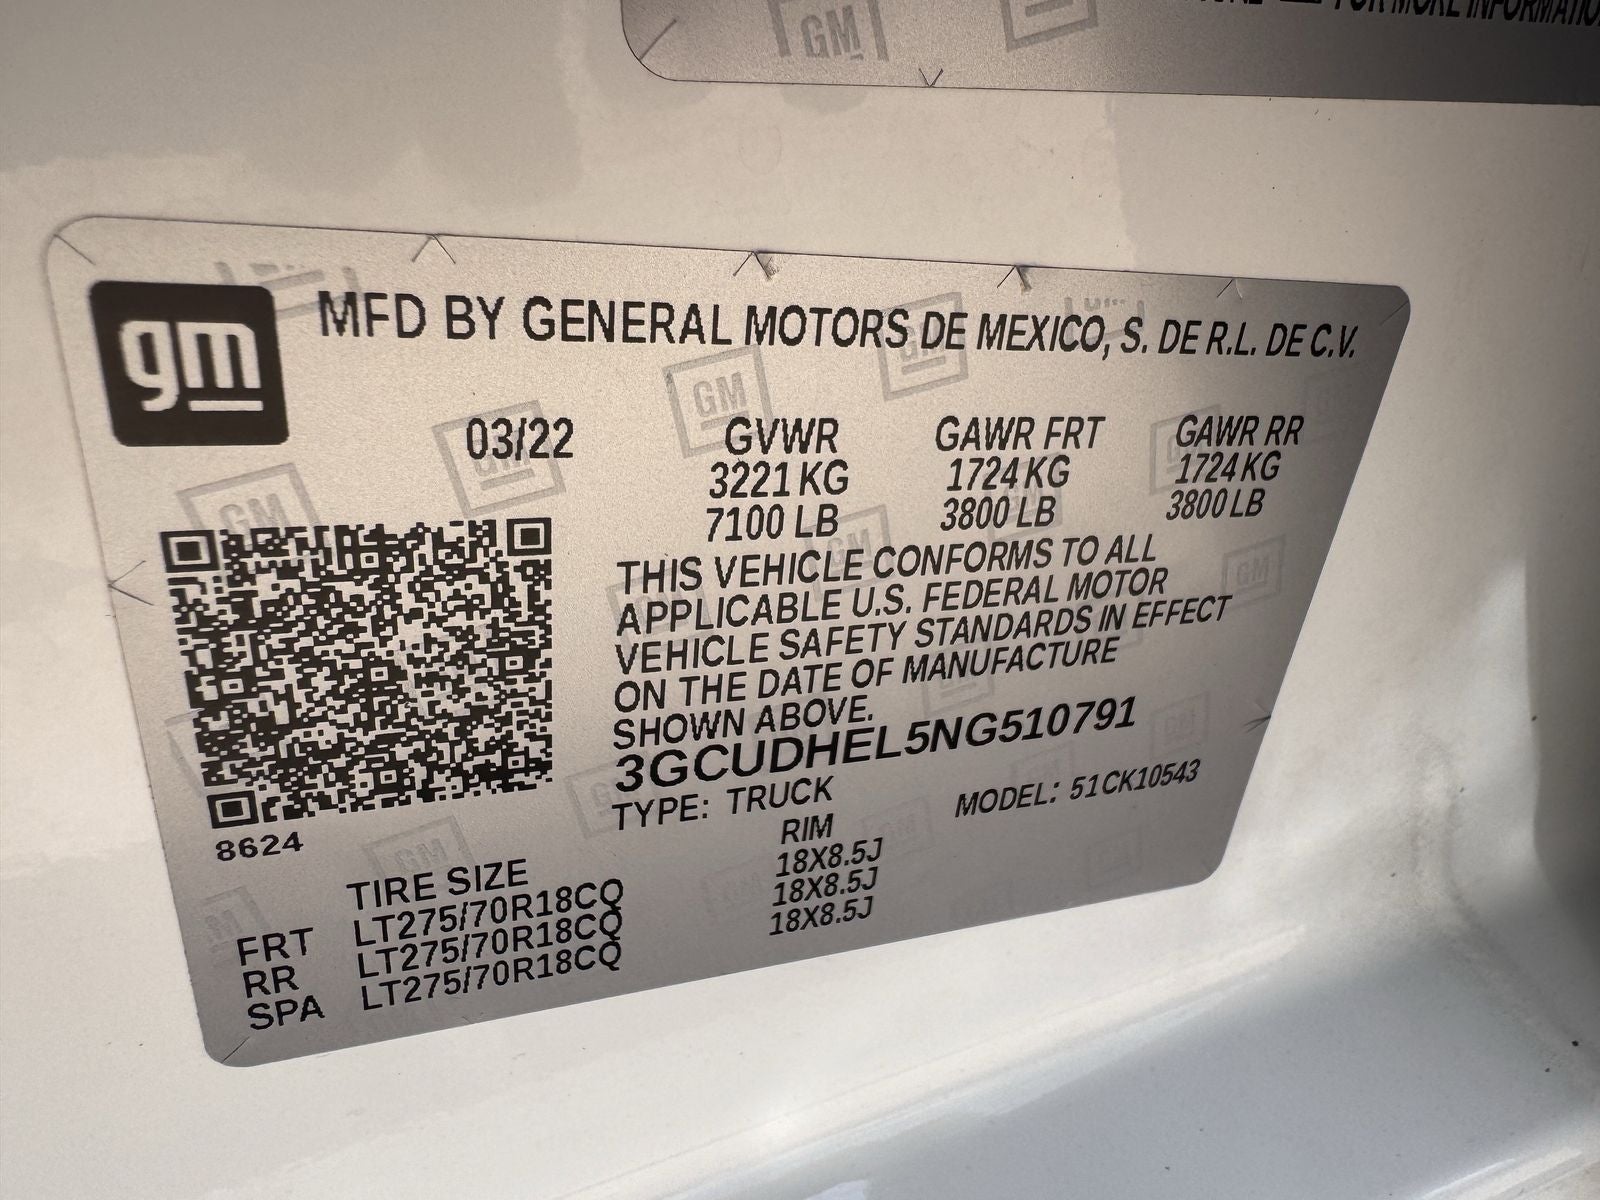 FOR MORE INFORMATION
gm
MFD BY GENERAL MOTORS DE MEXICO, S. DE R.L. DE C.V.
03/22 GVWR GAWR FRT GAWR RR
3221 KG 1724 KG 1724 KG
7100 LB 3800 LB 3800 LB
THIS VEHICLE CONFORMS TO ALL
APPLICABLE U.S. FEDERAL MOTOR
VEHICLE SAFETY STANDARDS IN EFFECT
ON THE DATE OF MANUFACTURE
SHOWN ABOVE.
3GCUDHEL5NG510791
TYPE: TRUCK MODEL: 51CK10543
8624
TIRE SIZE RIM
FRT LT275/70R18CQ 18X8.5J
RR LT275/70R18CQ 18X8.5J
SPA LT275/70R18CQ 18X8.5J